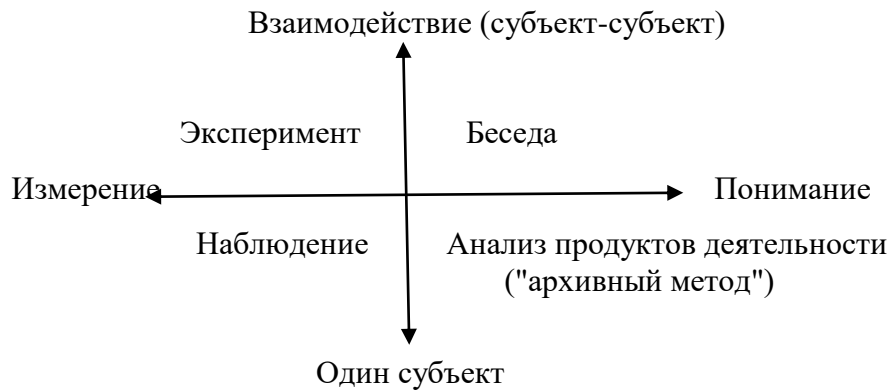 Взаимодействие (субъект-субъект)
Эксперимент Беседа
Измерение Понимание
Наблюдение Анализ продуктов деятельности
("архивный метод")
Один субъект